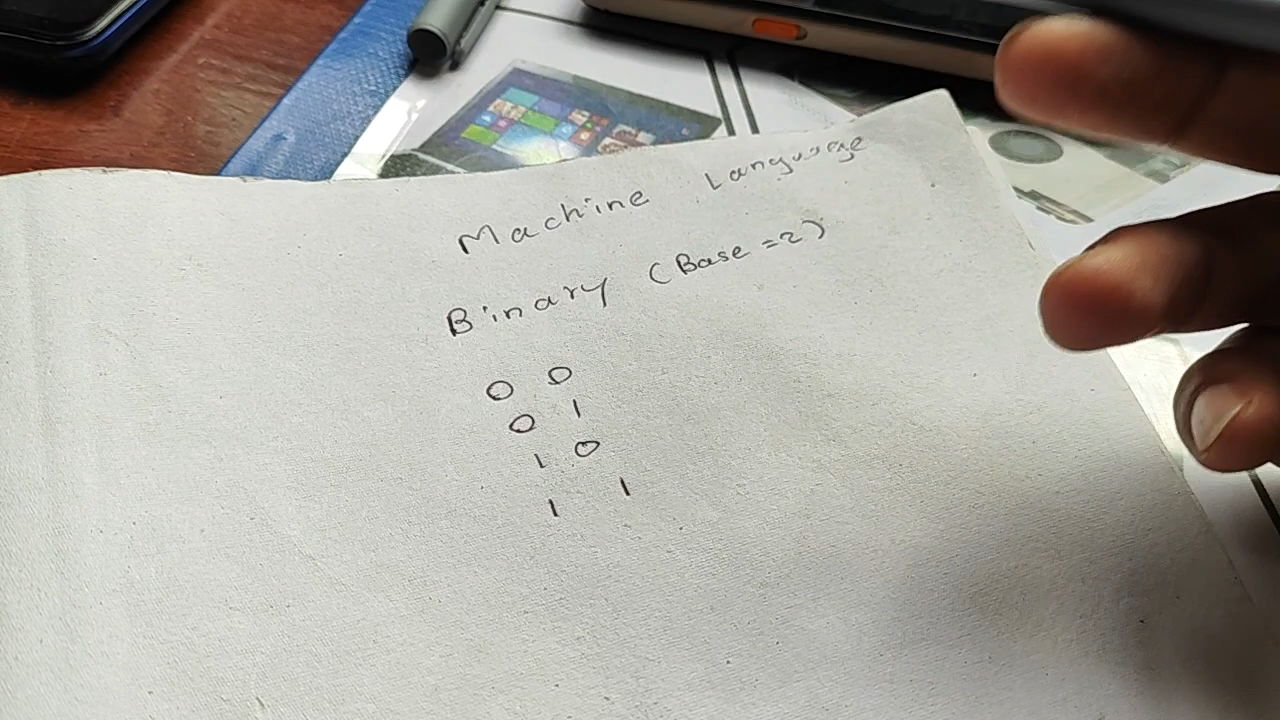 Machine Language
Binary (Base = 2)
0 0
0 1
1 0
1 1